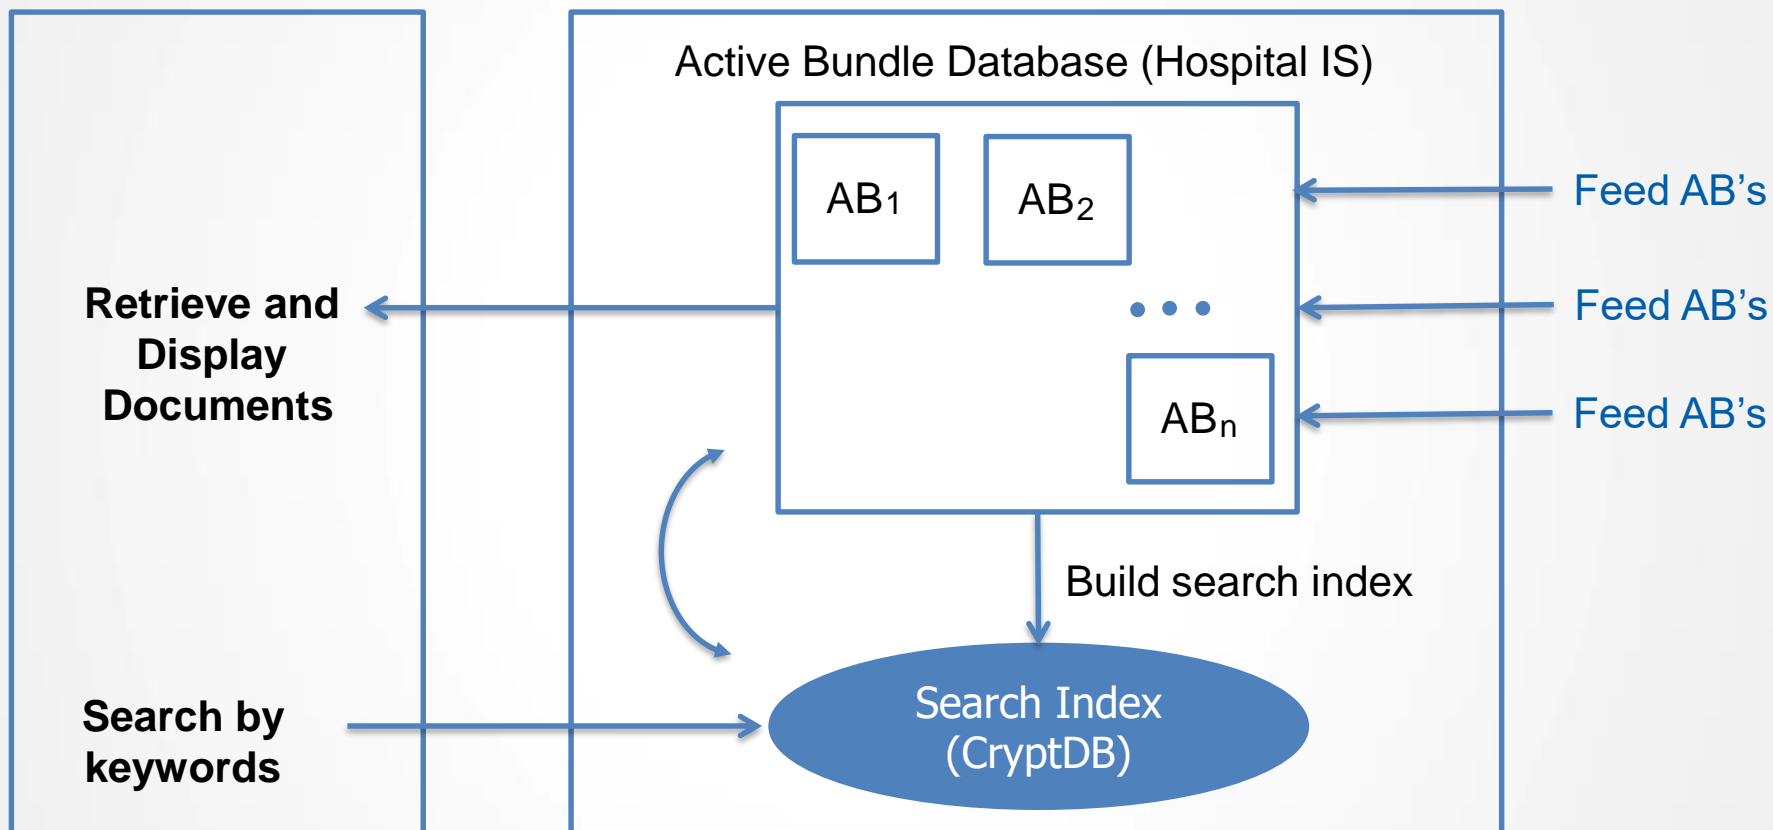 Active Bundle Database (Hospital IS)
AB1
AB2
Feed AB's
Retrieve and
Display
Documents
Feed AB's
ABn
Feed AB's
Build search index
Search by
keywords
Search Index
(CryptDB)